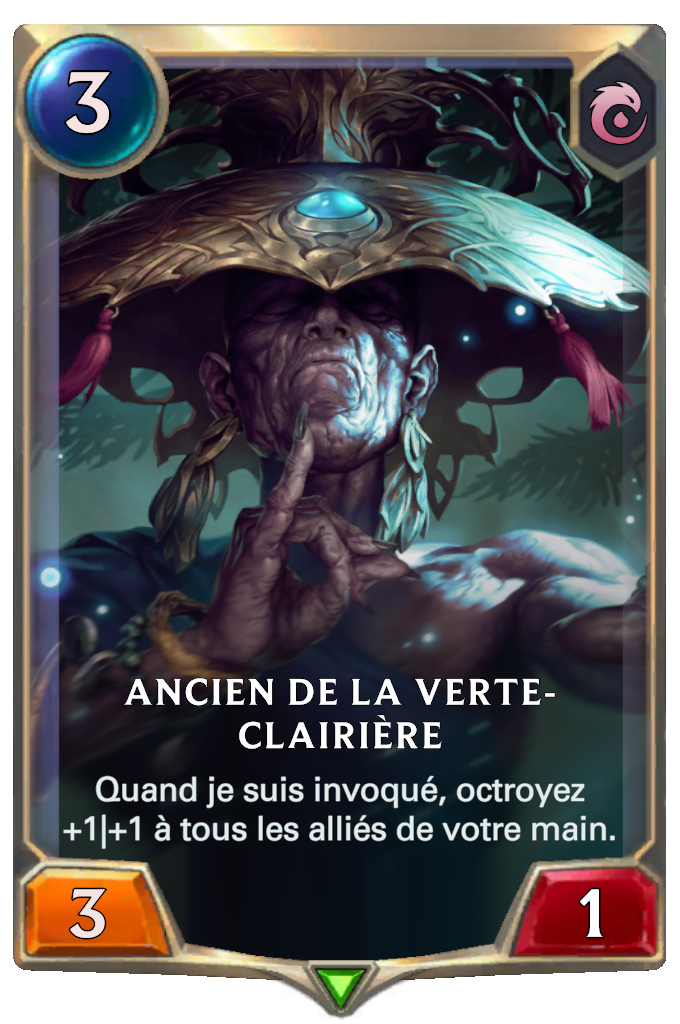 3
ANCIEN DE LA VERTE-
CLAIRIÈRE
Quand je suis invoqué, octroyez
+1|+1 à tous les alliés de votre main.
3
1